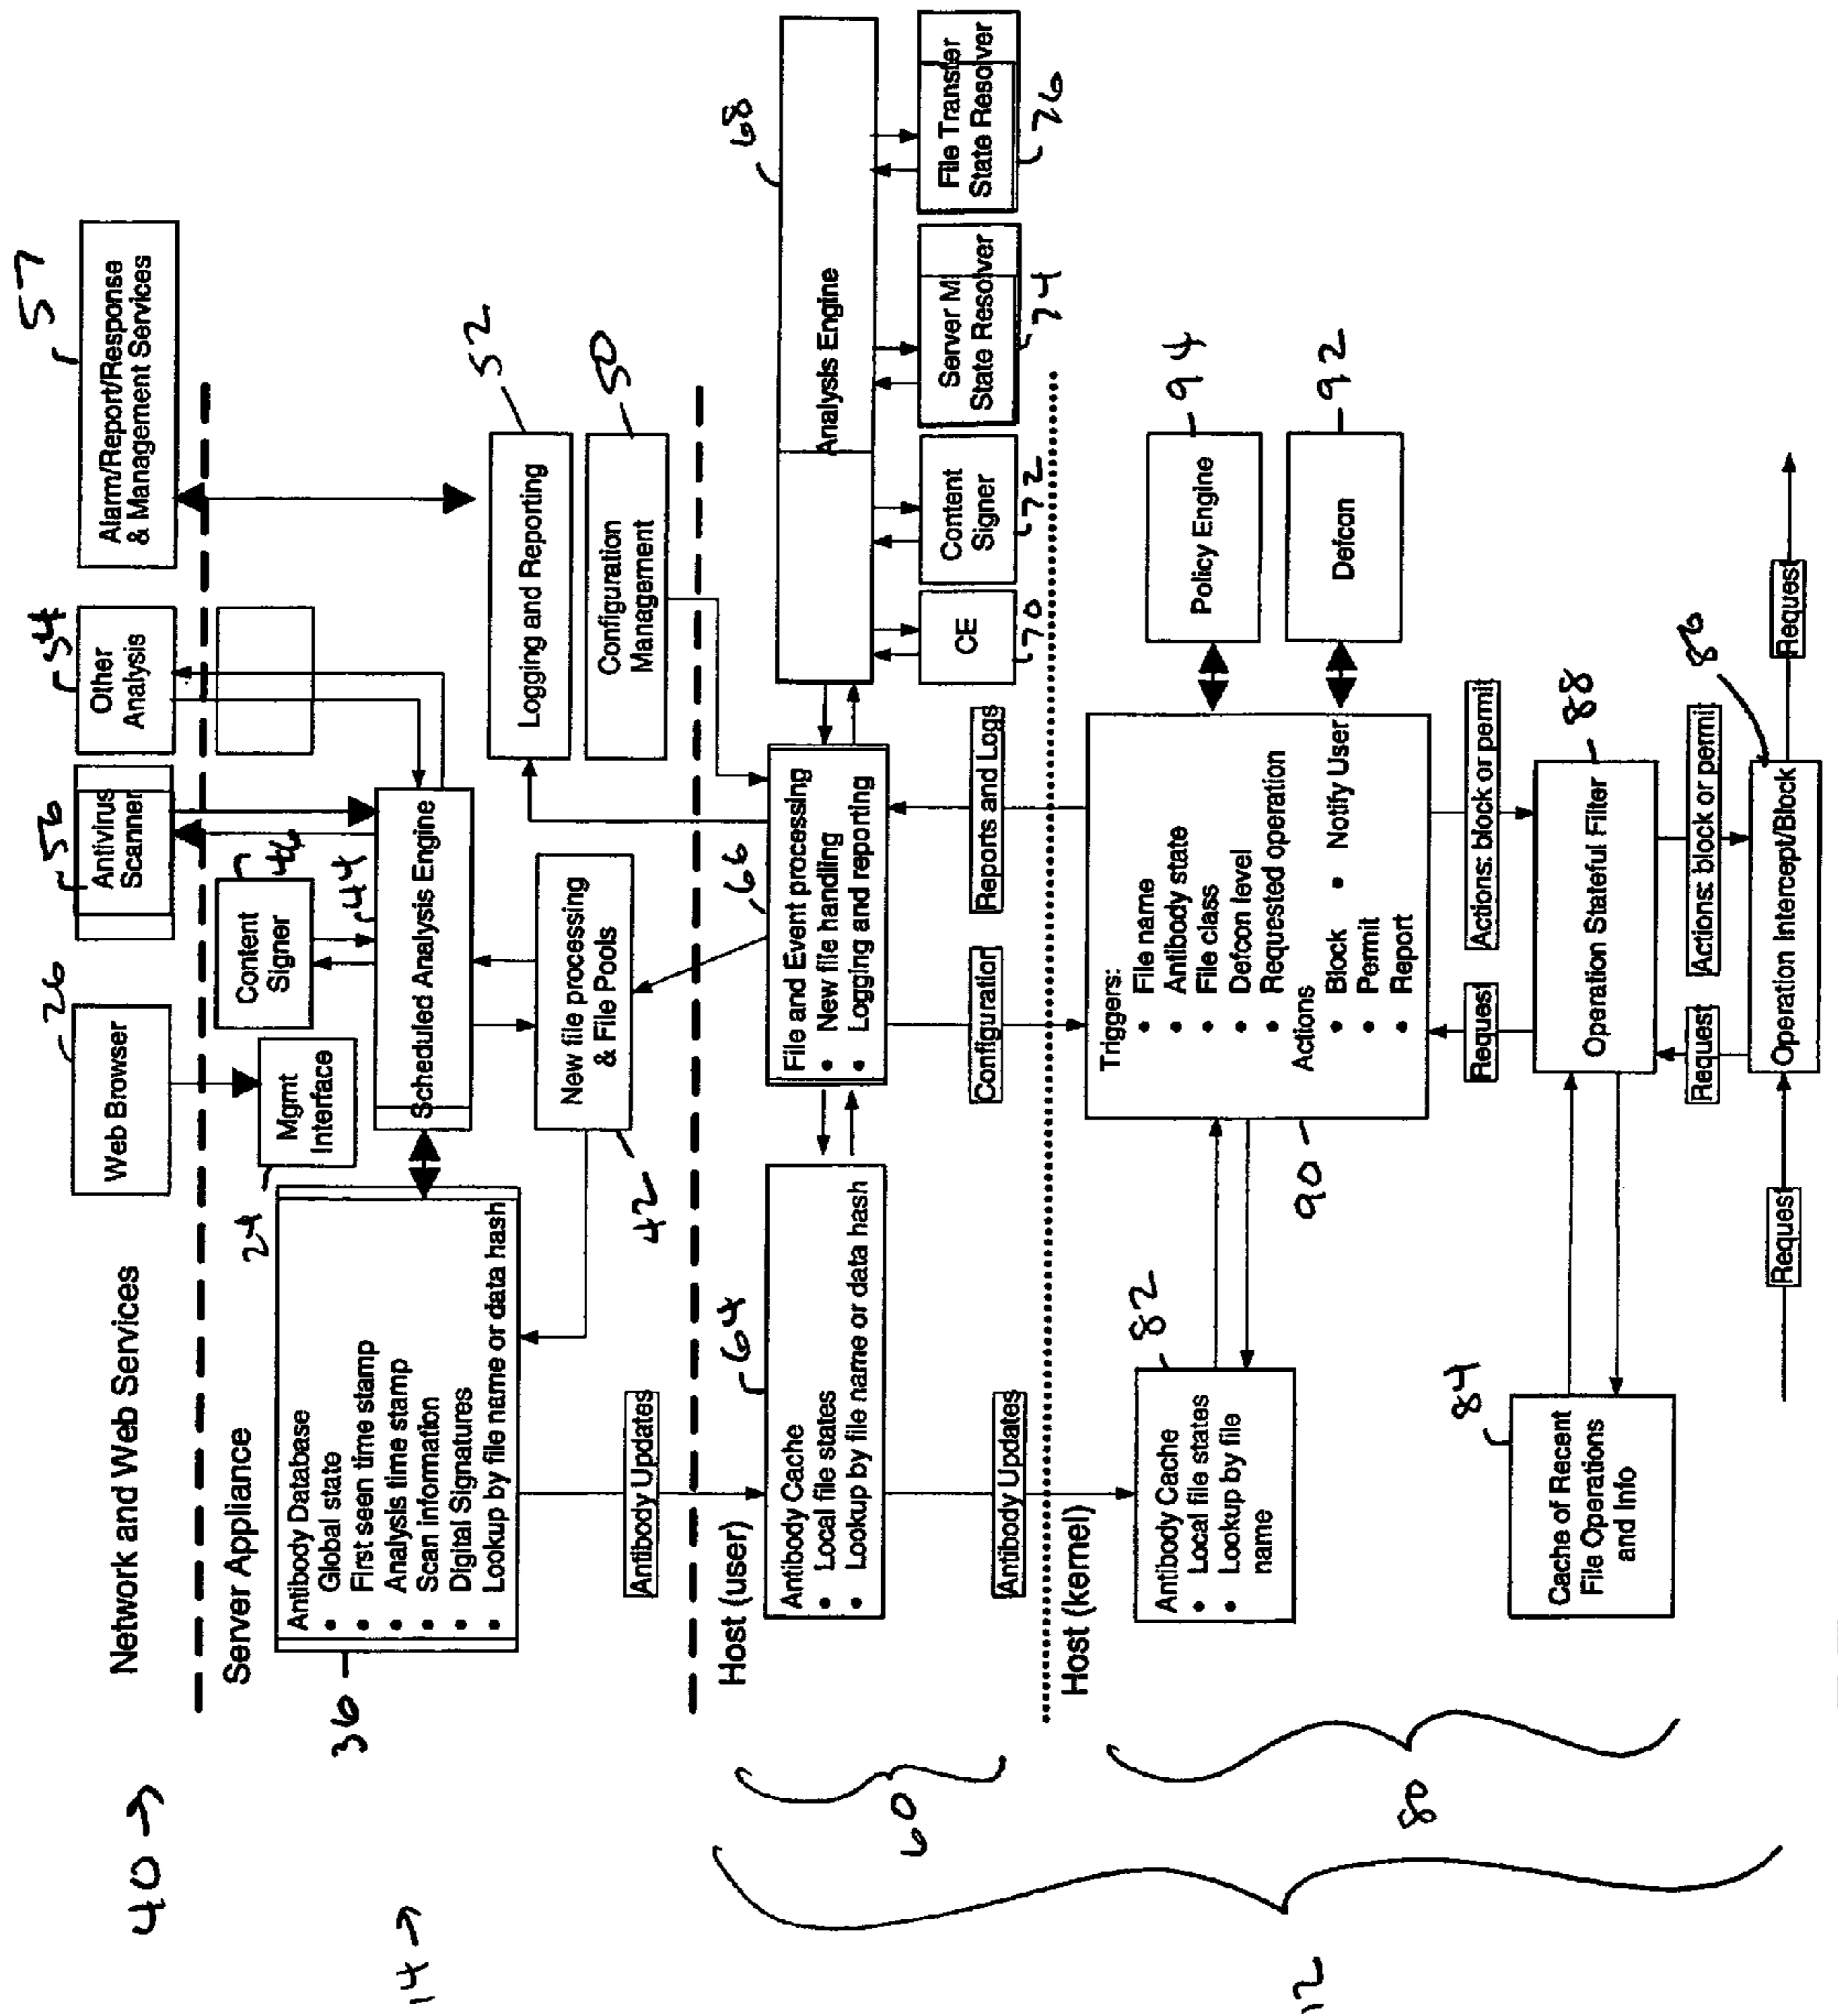 40
Network and Web Services
26
Web Browser
56
Antivirus
Scanner
54
Other
Analysis
57
Alarm/Report/Response
& Management Services
14
Server Appliance
24
Mgmt
Interface
Content
Signer
46
44
36
Antibody Database
• Global state
• First seen time stamp
• Analysis time stamp
• Scan information
• Digital Signatures
• Lookup by file name or data hash
Scheduled Analysis Engine
New file processing
& File Pools
42
Logging and Reporting
52
Configuration
Management
50
Antibody Updates
12
60
Host (user)
64
Antibody Cache
• Local file states
• Lookup by file name or data hash
66
File and Event processing
• New file handling
• Logging and reporting
68
Analysis Engine
CE
70
Content
Signer
72
Server M
State Resolver
74
File Transfer
State Resolver
76
Antibody Updates
Configuration
Reports and Logs
80
Host (kernel)
82
Antibody Cache
• Local file states
• Lookup by file
name
90
Triggers:
• File name
• Antibody state
• File class
• Defcon level
• Requested operation
Actions
• Block
• Notify User
• Permit
• Report
Policy Engine
94
Defcon
92
Request
Actions: block or permit
84
Cache of Recent
File Operations
and Info
Operation Stateful Filter
88
Request
Actions: block or permit
86
Request
Operation Intercept/Block
Request